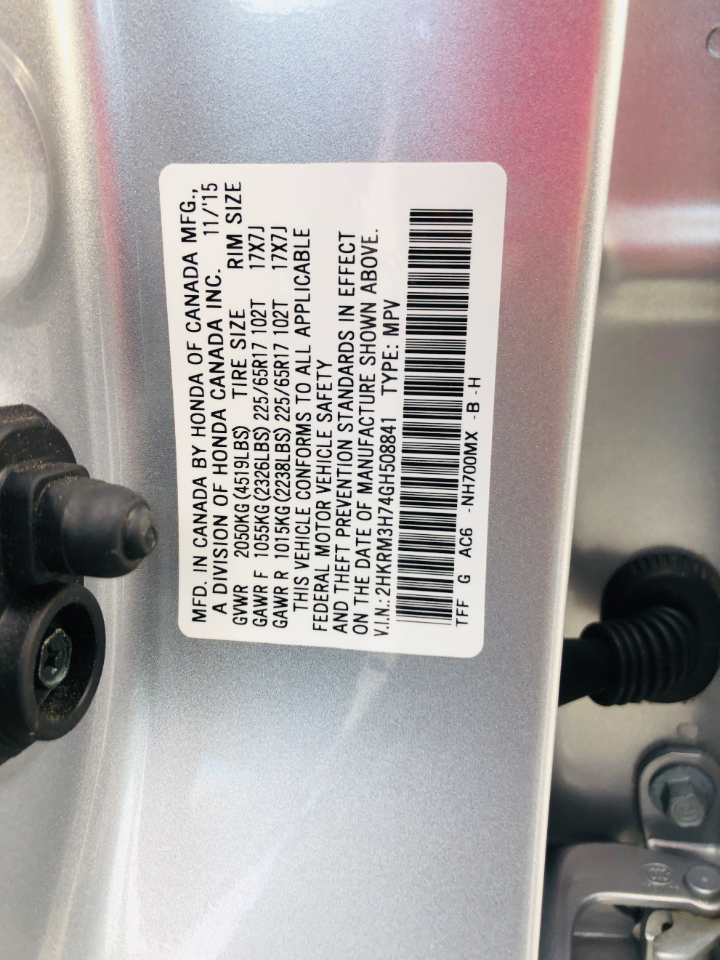 MFD. IN CANADA BY HONDA OF CANADA MFG.,
A DIVISION OF HONDA CANADA INC. 11/'15
GVWR 2050KG(4519LBS) TIRE SIZE RIM SIZE
GAWR F 1055KG(2326LBS) 225/65R17 102T 17X7J
GAWR R 1015KG(2238LBS) 225/65R17 102T 17X7J
THIS VEHICLE CONFORMS TO ALL APPLICABLE
FEDERAL MOTOR VEHICLE SAFETY
AND THEFT PREVENTION STANDARDS IN EFFECT
ON THE DATE OF MANUFACTURE SHOWN ABOVE.
V.I.N.:2HKRM3H74GH508841 TYPE: MPV
TFF G AC6 -NH700MX -B -H